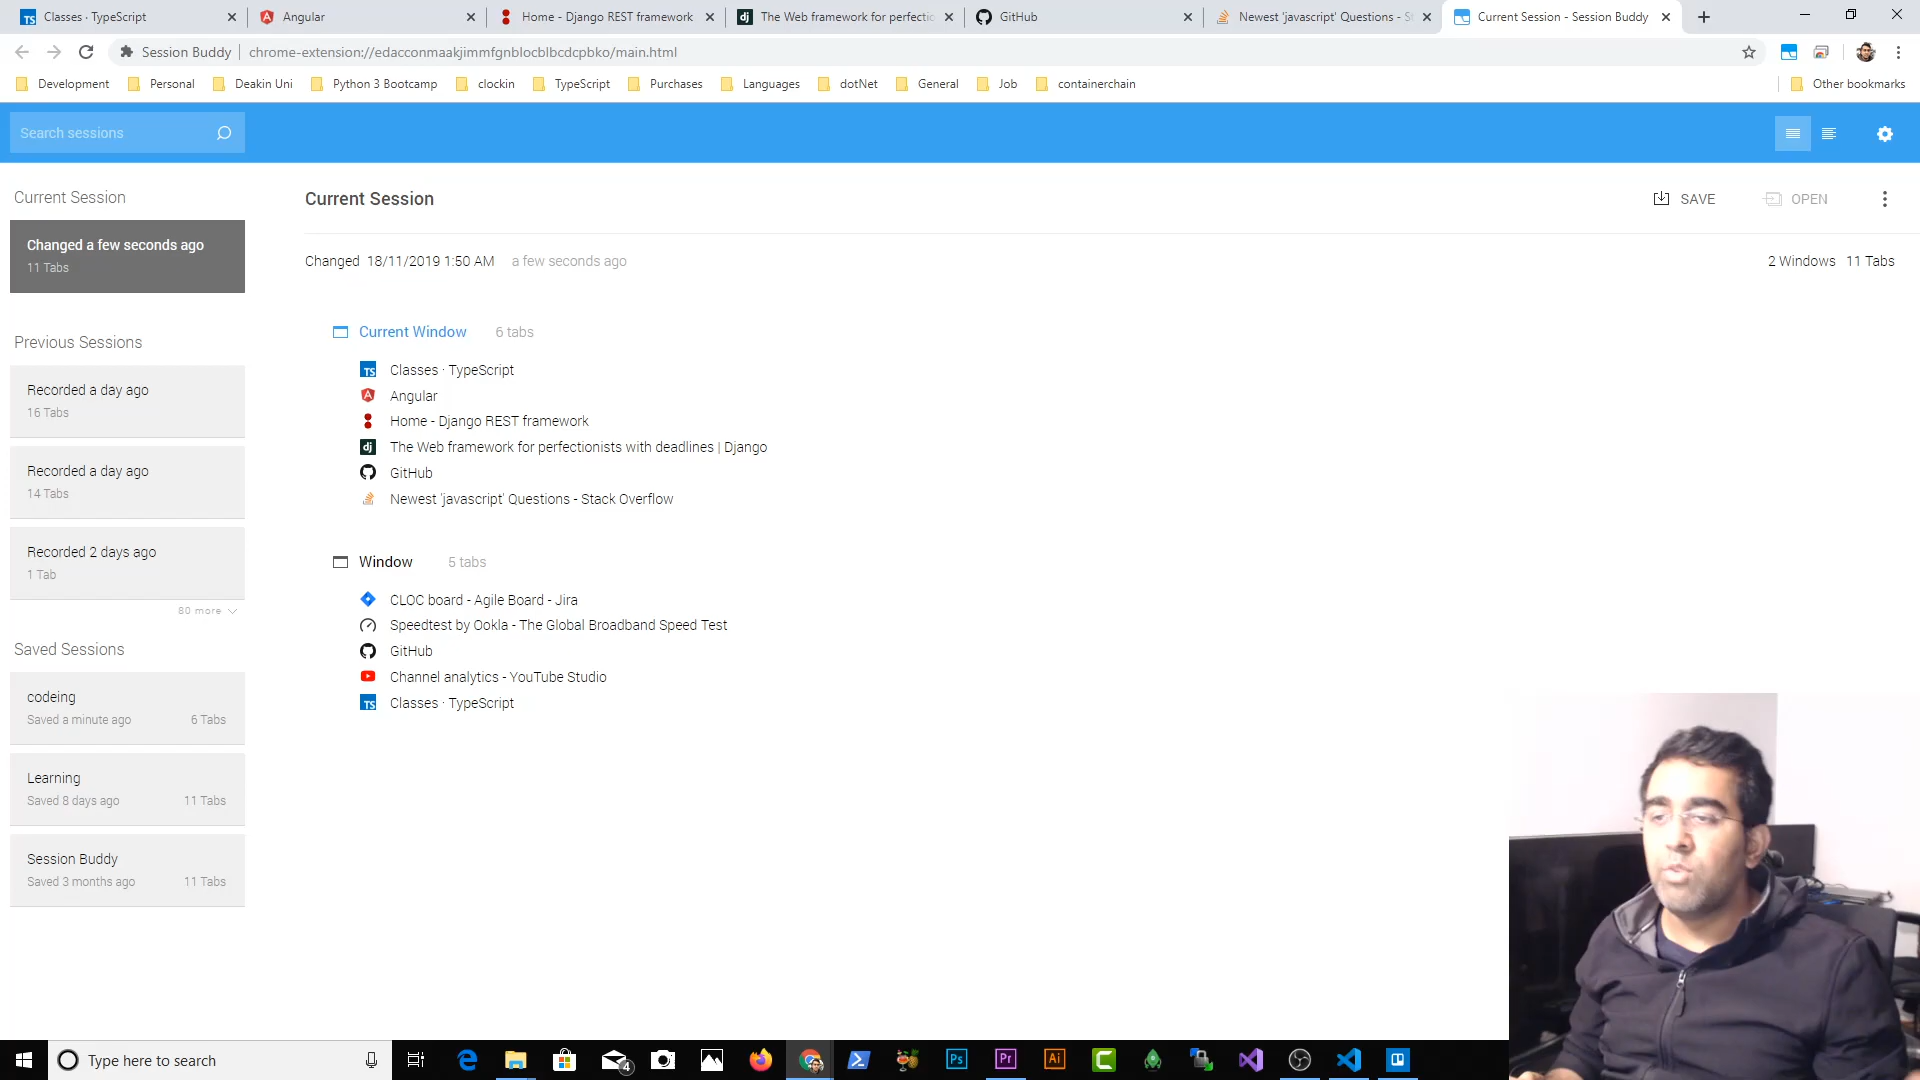 Classes · TypeScript
Angular
Home - Django REST framework
The Web framework for perfectic
GitHub
Newest 'javascript' Questions - St
Current Session - Session Buddy
Session Buddy
chrome-extension://edacconmaakjimmfgnblocblbcdcpbko/main.html
Development
Personal
Deakin Uni
Python 3 Bootcamp
clockin
TypeScript
Purchases
Languages
dotNet
General
Job
containerchain
Other bookmarks
Search sessions
Current Session
Changed a few seconds ago
11 Tabs
Previous Sessions
Recorded a day ago
16 Tabs
Recorded a day ago
14 Tabs
Recorded 2 days ago
1 Tab
80 more
Saved Sessions
codeing
Saved a minute ago 6 Tabs
Learning
Saved 8 days ago 11 Tabs
Session Buddy
Saved 3 months ago 11 Tabs
Current Session
SAVE
OPEN
Changed 18/11/2019 1:50 AM a few seconds ago
2 Windows 11 Tabs
Current Window 6 tabs
Classes · TypeScript
Angular
Home - Django REST framework
The Web framework for perfectionists with deadlines | Django
GitHub
Newest 'javascript' Questions - Stack Overflow
Window 5 tabs
CLOC board - Agile Board - Jira
Speedtest by Ookla - The Global Broadband Speed Test
GitHub
Channel analytics - YouTube Studio
Classes · TypeScript
Type here to search
4
Ps
Pr
Ai